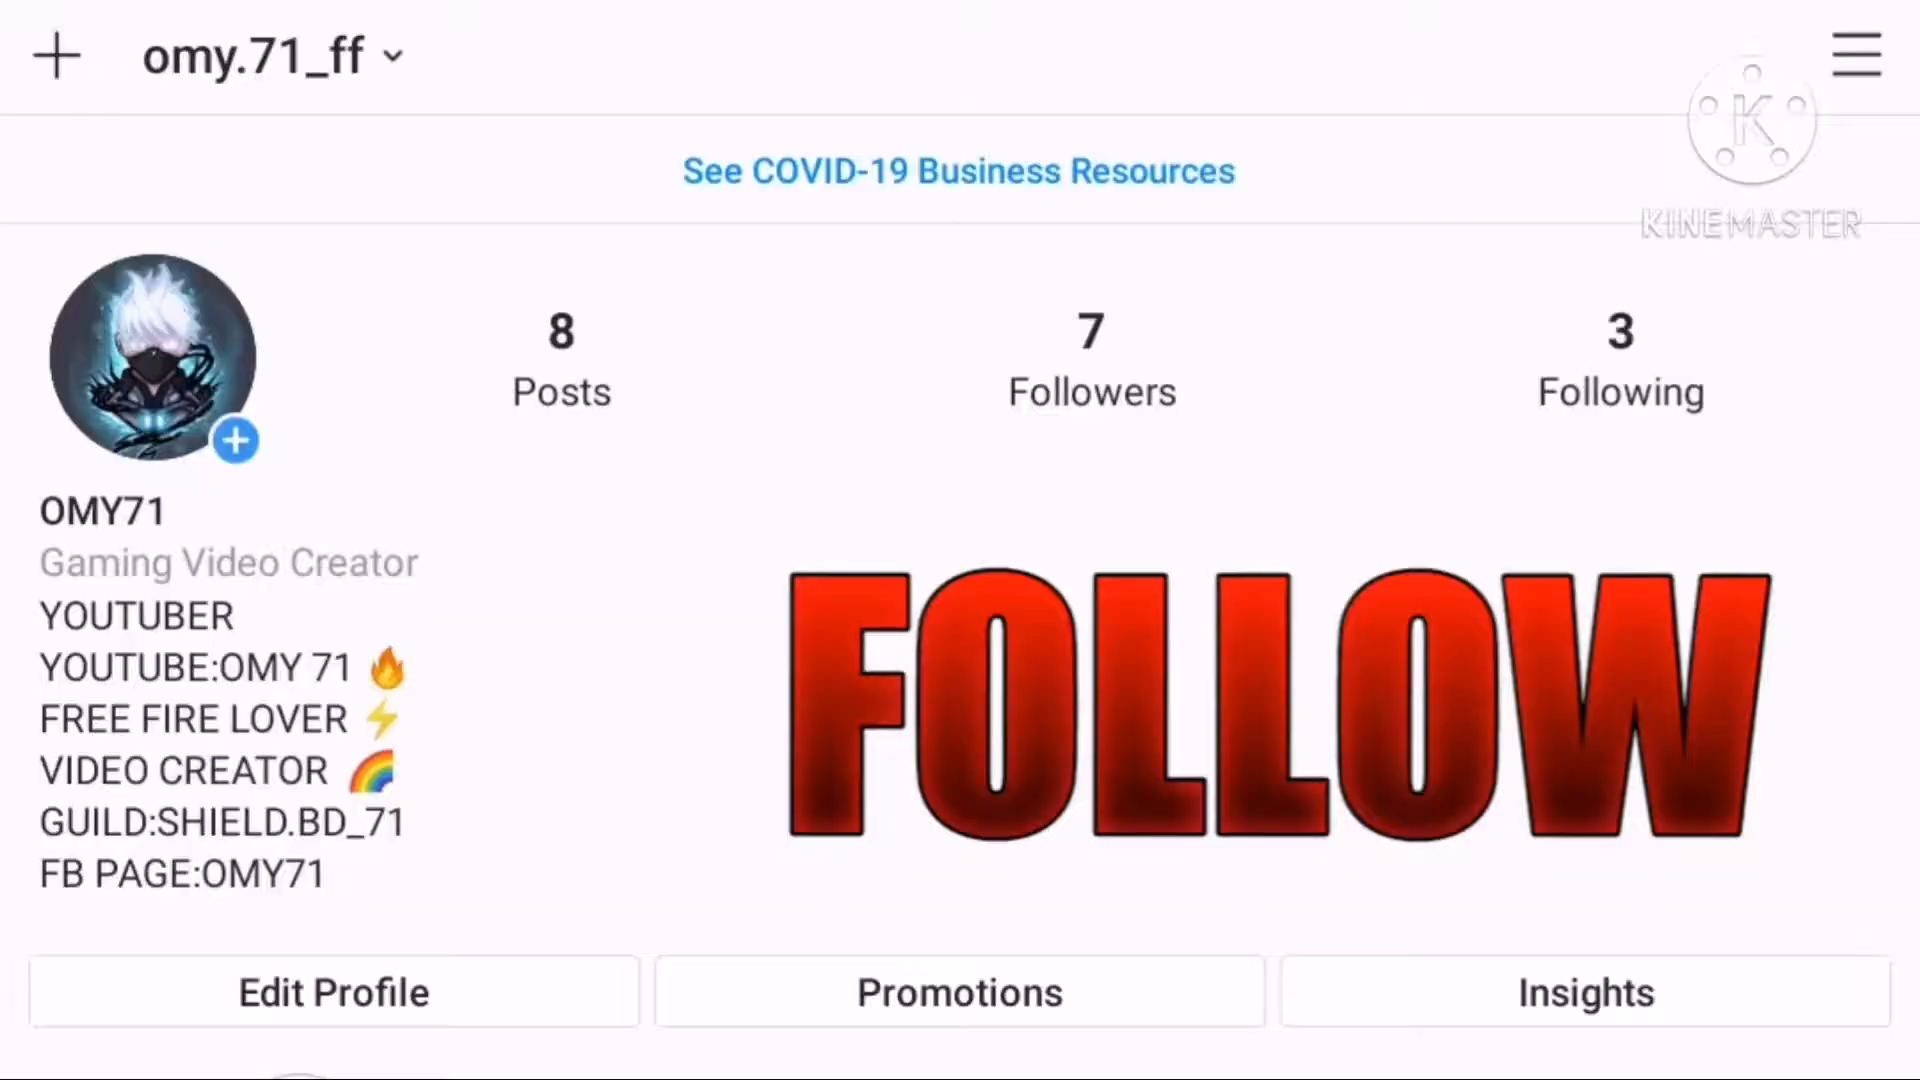 omy.71_ff
See COVID-19 Business Resources
K
KINEMASTER
8
Posts
7
Followers
3
Following
OMY71
Gaming Video Creator
YOUTUBER
YOUTUBE:OMY 71 🔥
FREE FIRE LOVER ⚡
VIDEO CREATOR 🌈
GUILD:SHIELD.BD_71
FB PAGE:OMY71
FOLLOW
Edit Profile
Promotions
Insights